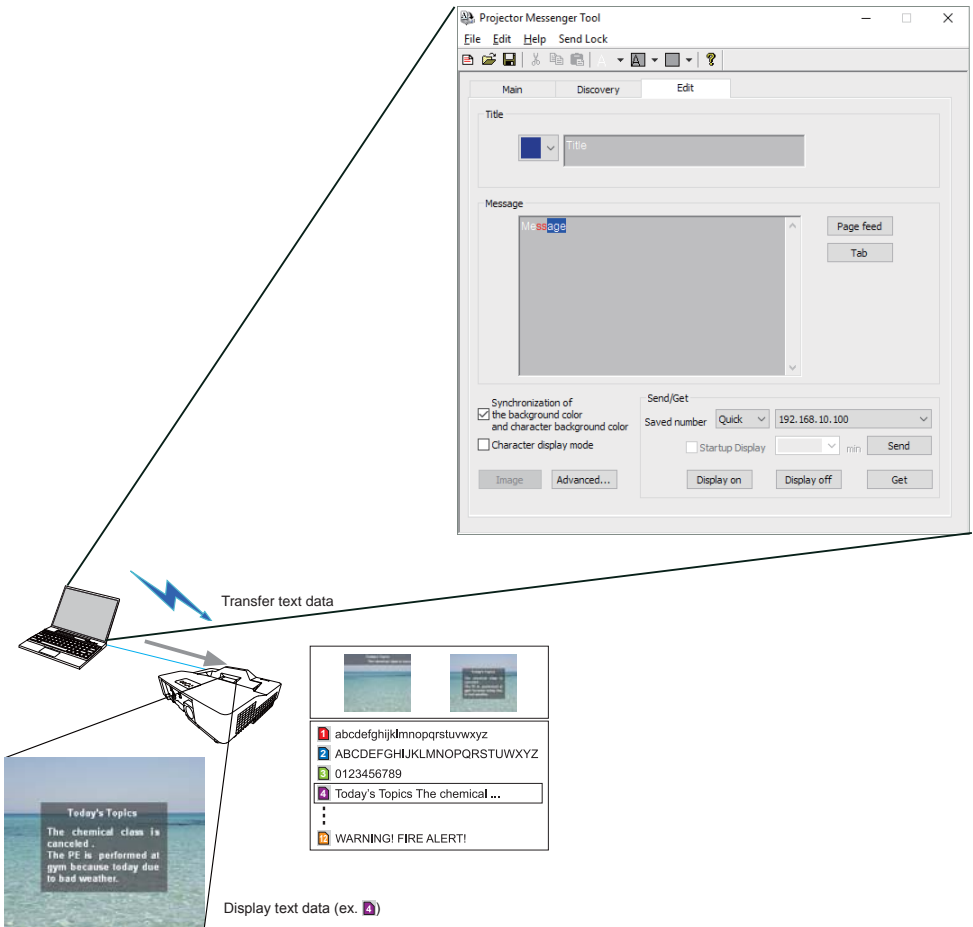 Projector Messenger Tool
File Edit Help Send Lock
Main Discovery Edit
Title
Title
Message
Message
Page feed
Tab
Synchronization of
the background color
and character background color
Character display mode
Image Advanced...
Send/Get
Saved number Quick 192.168.10.100
Startup Display min Send
Display on Display off Get
Transfer text data
Today's Topics
Today's Topics
1 abcdefghijklmnopqrstuvwxyz
2 ABCDEFGHIJKLMNOPQRSTUWXYZ
3 0123456789
4 Today's Topics The chemical ...
12 WARNING! FIRE ALERT!
Today's Topics
The chemical class is
canceled .
The PE is performed at
gym because today due
to bad weather.
Display text data (ex. 4)